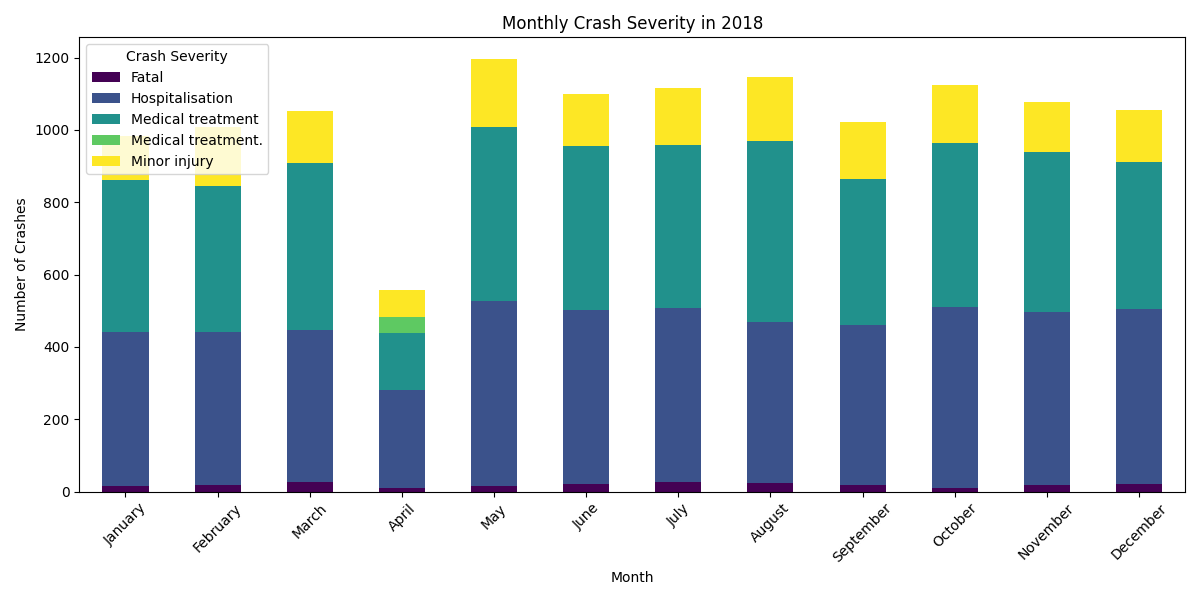 Monthly Crash Severity in 2018
Crash Severity
Fatal
Hospitalisation
Medical treatment
Medical treatment.
Minor injury
Number of Crashes
1200
1000
800
600
400
200
0
January
February
March
April
May
June
July
August
September
October
November
December
Month